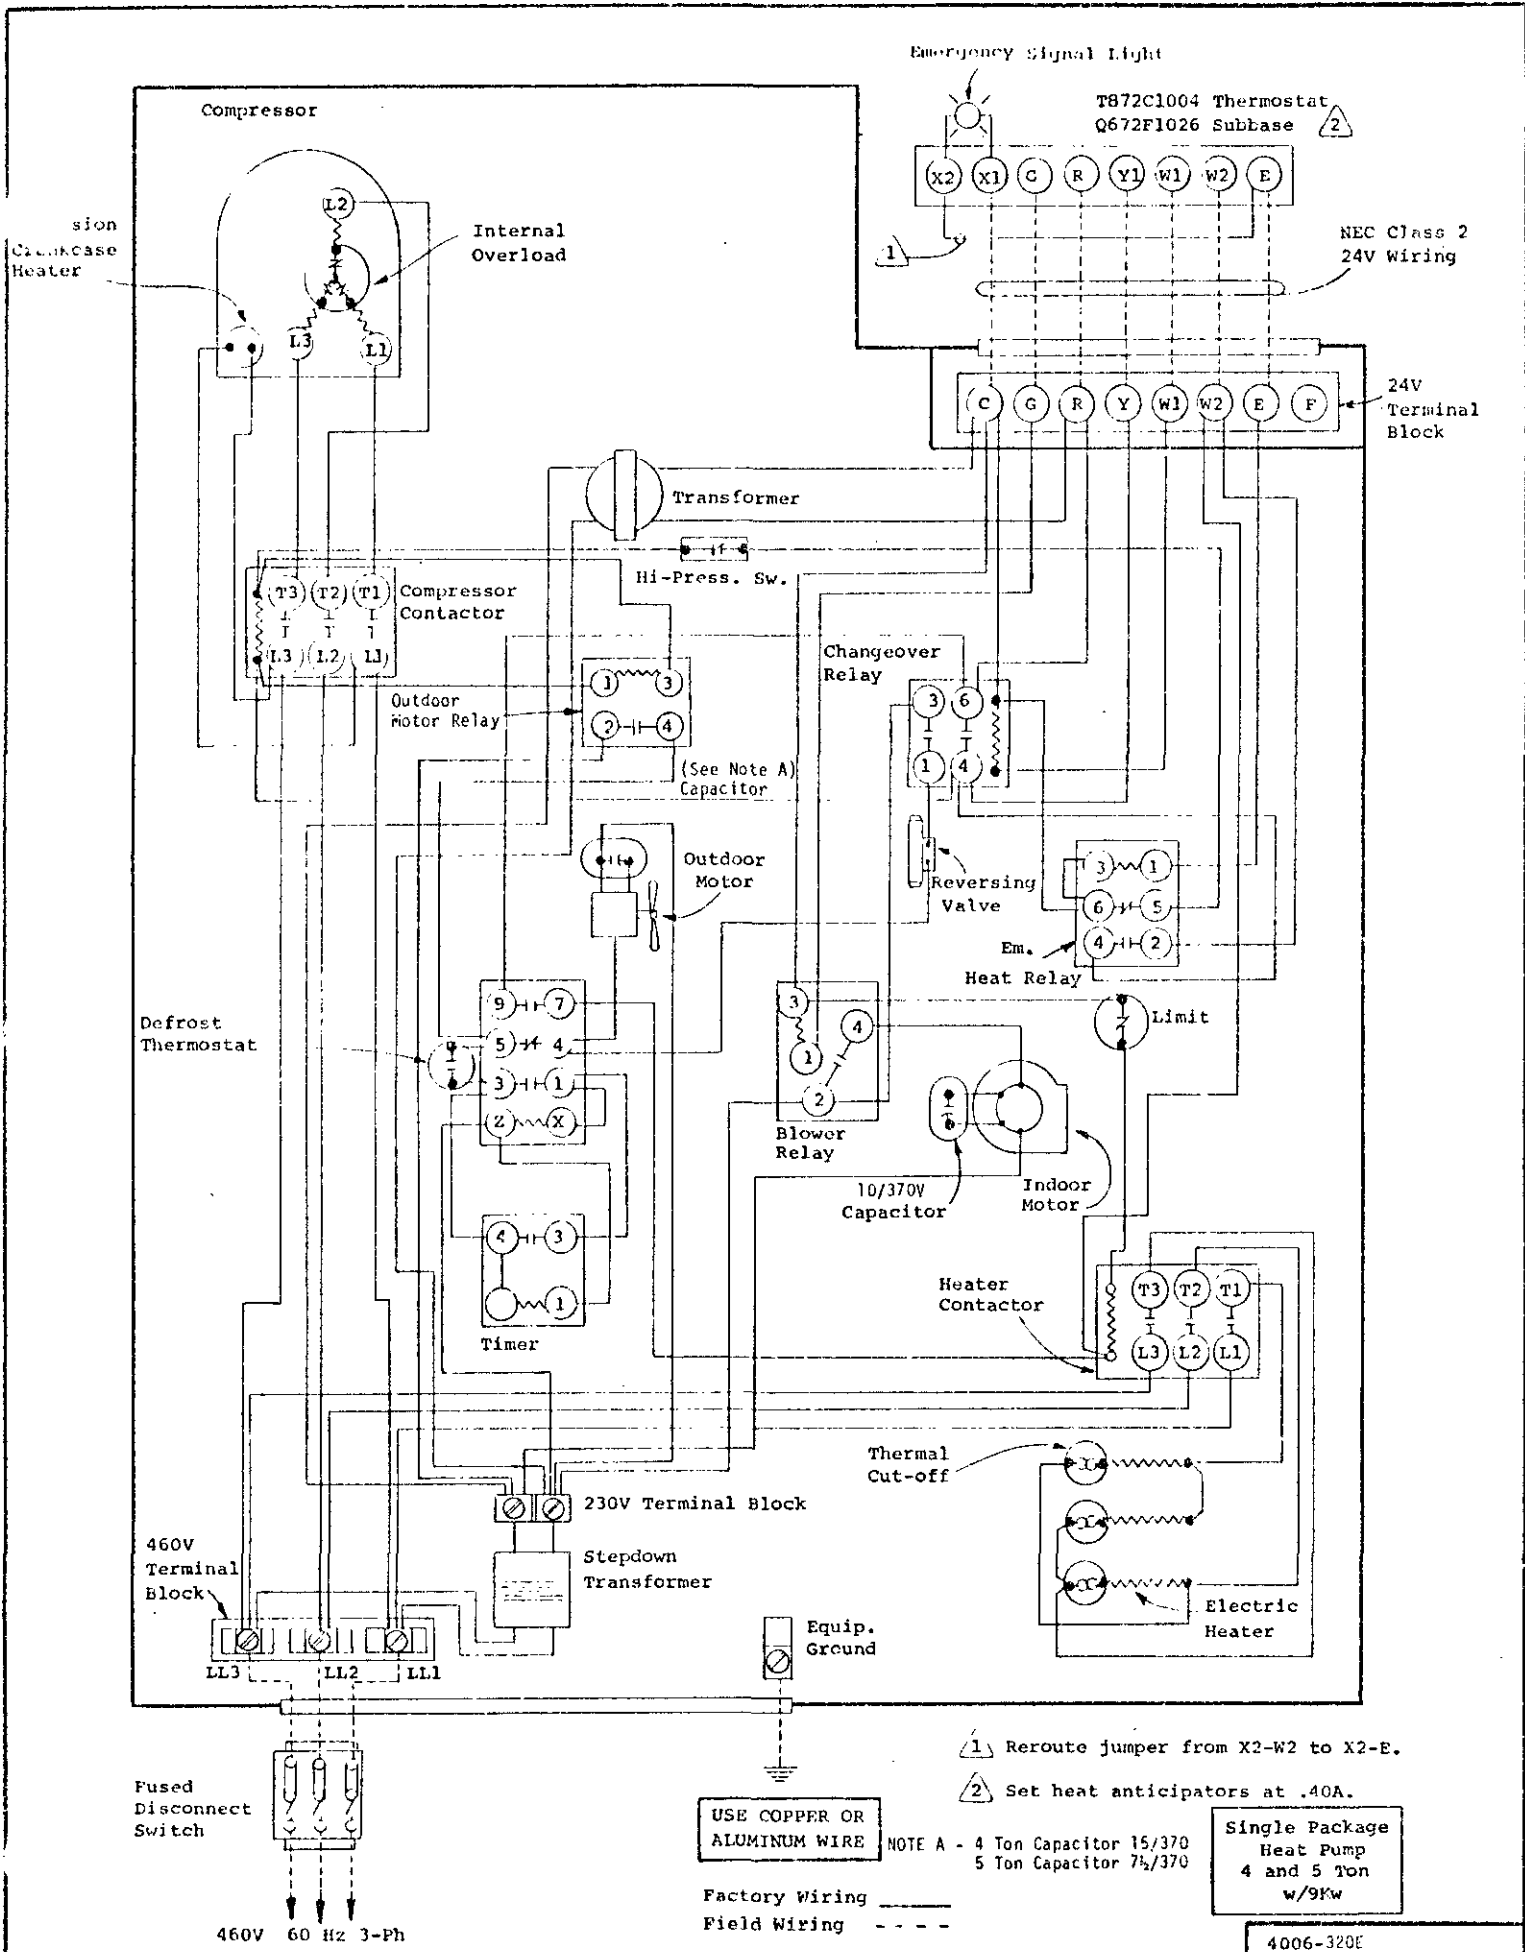 Emergency Signal Light
T872C1004 Thermostat
Q672F1026 Subbase 2
X2 X1 G R Y1 W1 W2 E
Compressor
L2
sion
Crankcase
Heater
Internal
Overload
L3
L1
1
NEC Class 2
24V Wiring
C G R Y W1 W2 E F
24V
Terminal
Block
Transformer
Hi-Press. Sw.
T3 T2 T1
Compressor
Contactor
L3 L2 L1
Changeover
Relay
1 3
Outdoor
Motor Relay
2 4
3 6
1 4
(See Note A)
Capacitor
Outdoor
Motor
Reversing
Valve
3 1
6 5
4 2
Em.
Heat Relay
9 7
5 4
3 1
Z X
Defrost
Thermostat
3
4
1
2
Blower
Relay
Limit
10/370V
Capacitor
Indoor
Motor
4 3
1
Timer
Heater
Contactor
T3 T2 T1
L3 L2 L1
Thermal
Cut-off
230V Terminal Block
460V
Terminal
Block
Stepdown
Transformer
Electric
Heater
Equip.
Ground
LL3 LL2 LL1
Fused
Disconnect
Switch
1 Reroute jumper from X2-W2 to X2-E.
2 Set heat anticipators at .40A.
USE COPPER OR
ALUMINUM WIRE
NOTE A - 4 Ton Capacitor 15/370
5 Ton Capacitor 7½/370
Single Package
Heat Pump
4 and 5 Ton
w/9Kw
Factory Wiring
Field Wiring
460V 60 Hz 3-Ph
4006-320E